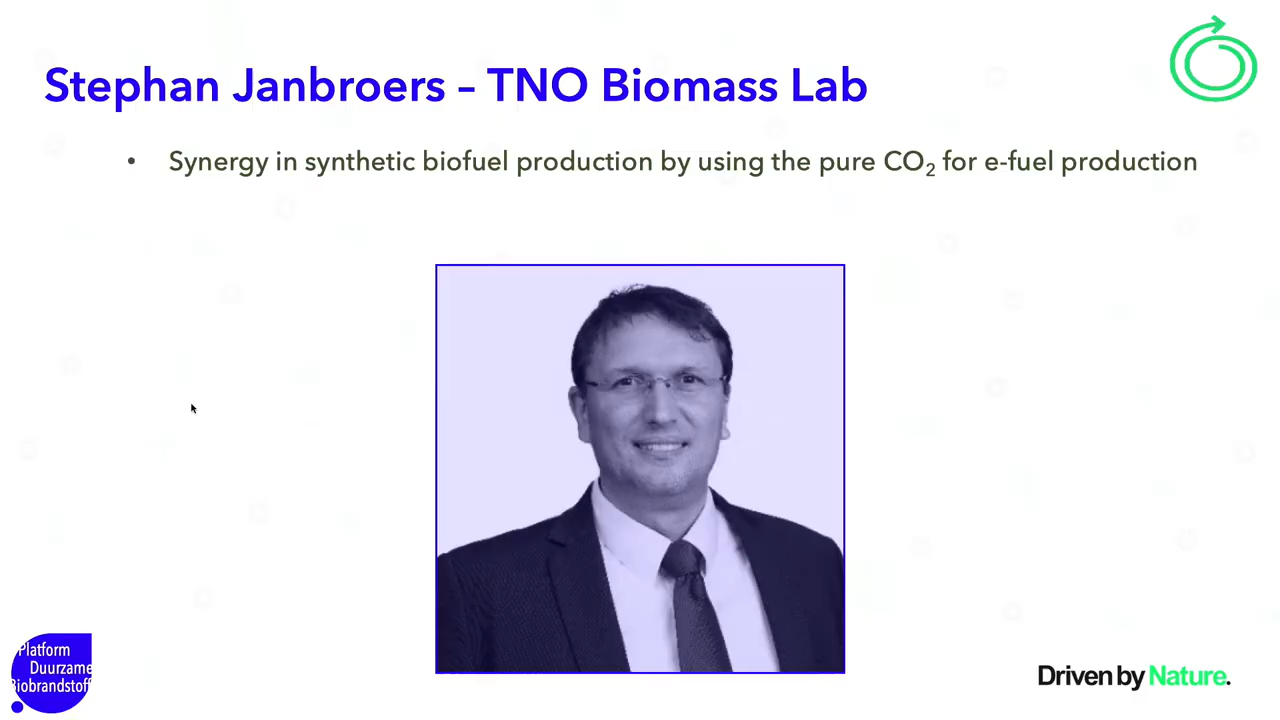 Stephan Janbroers – TNO Biomass Lab
• Synergy in synthetic biofuel production by using the pure CO₂ for e-fuel production
Platform
Duurzame
Biobrandstoff
Driven by Nature.